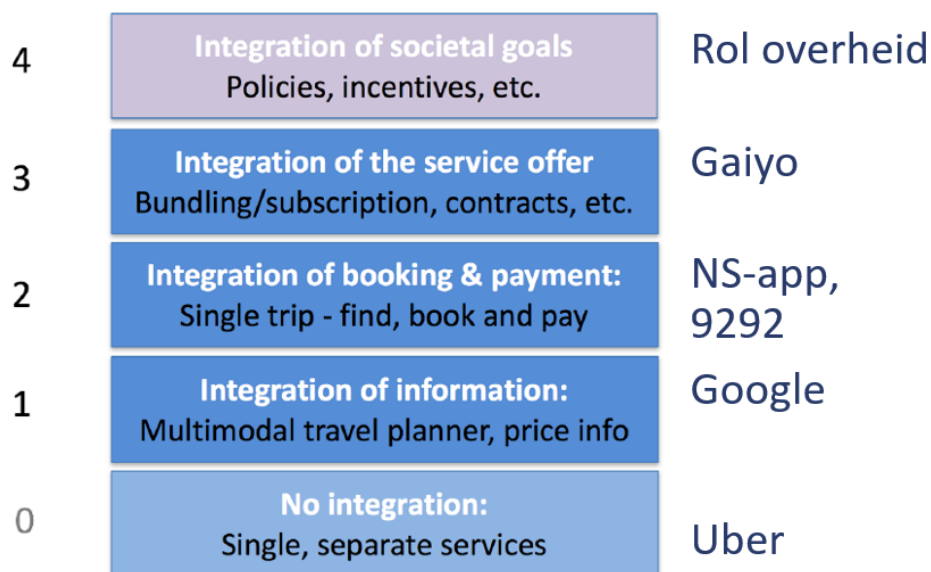 4
Integration of societal goals
Policies, incentives, etc.
Rol overheid
3
Integration of the service offer
Bundling/subscription, contracts, etc.
Gaiyo
2
Integration of booking & payment:
Single trip - find, book and pay
NS-app,
9292
1
Integration of information:
Multimodal travel planner, price info
Google
0
No integration:
Single, separate services
Uber